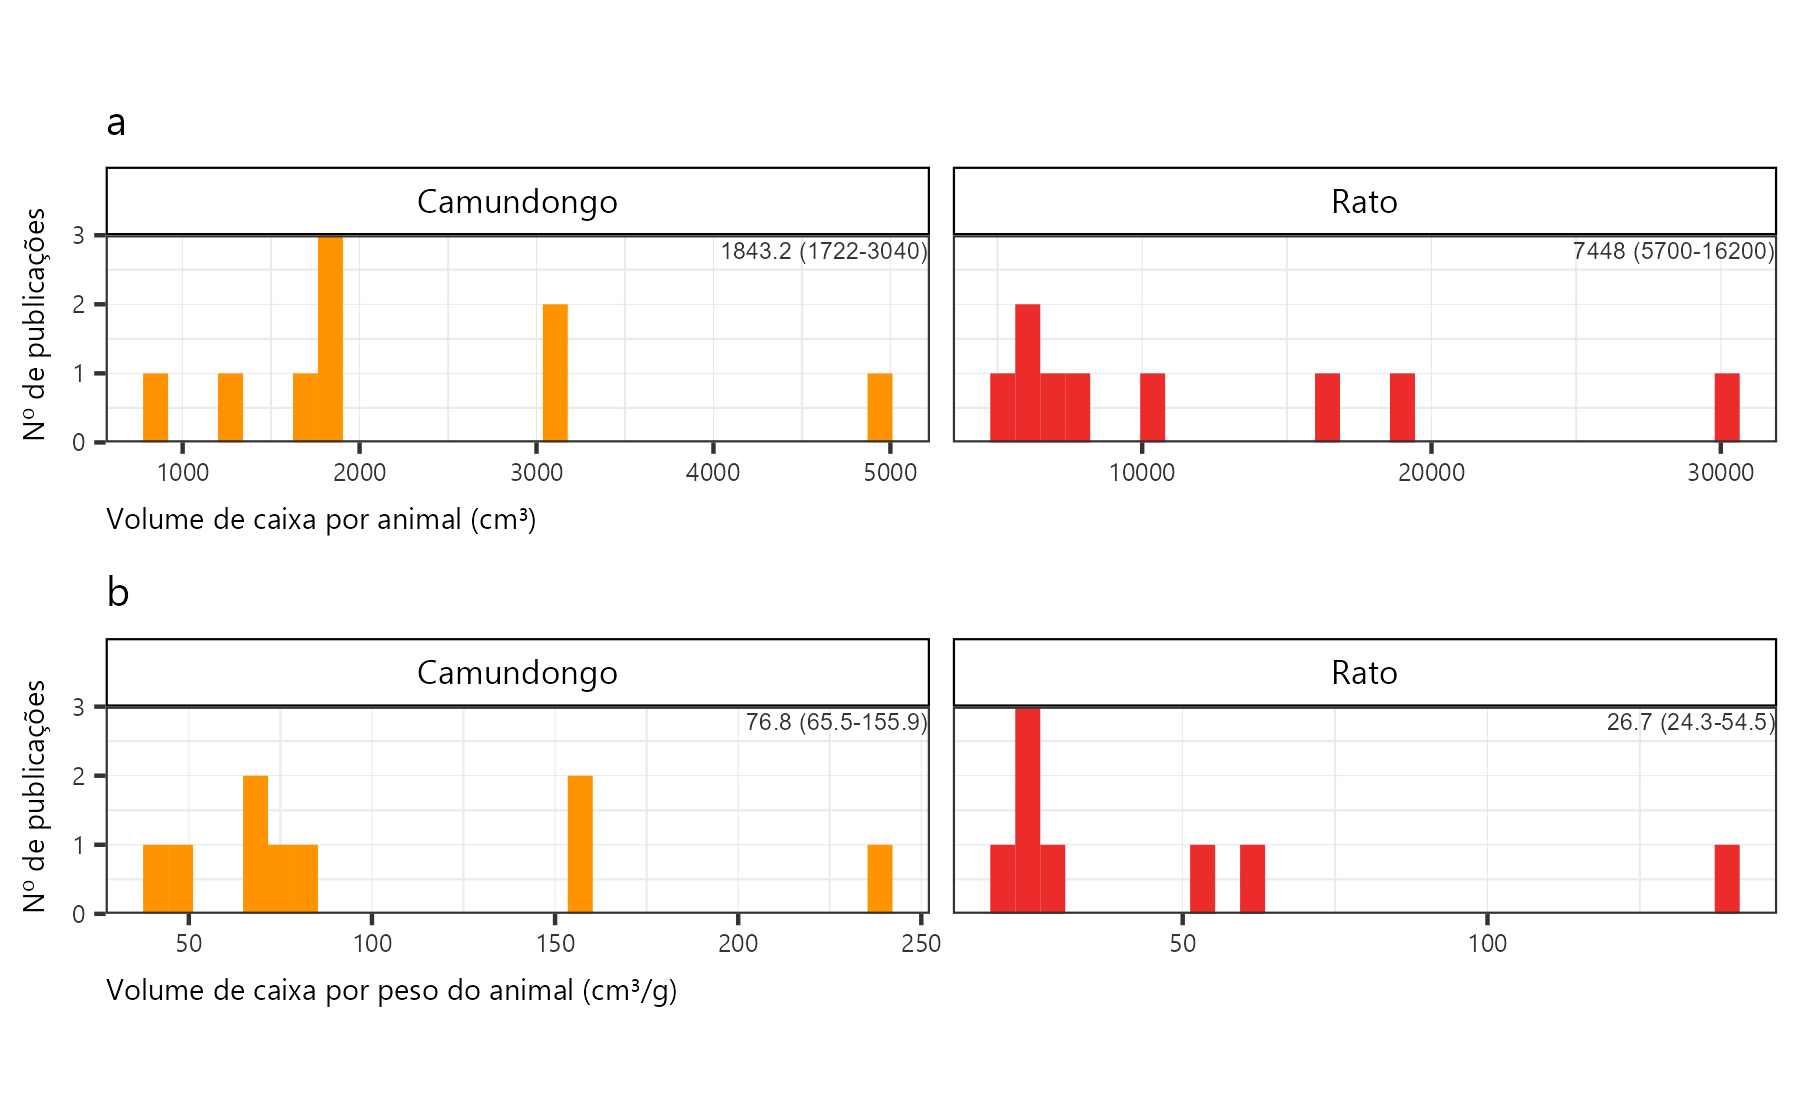 a
Camundongo
Rato
Nº de publicações
3
2
1
0
1843.2 (1722-3040)
7448 (5700-16200)
1000 2000 3000 4000 5000
10000 20000 30000
Volume de caixa por animal (cm³)
b
Camundongo
Rato
Nº de publicações
3
2
1
0
76.8 (65.5-155.9)
26.7 (24.3-54.5)
50 100 150 200 250
50 100
Volume de caixa por peso do animal (cm³/g)